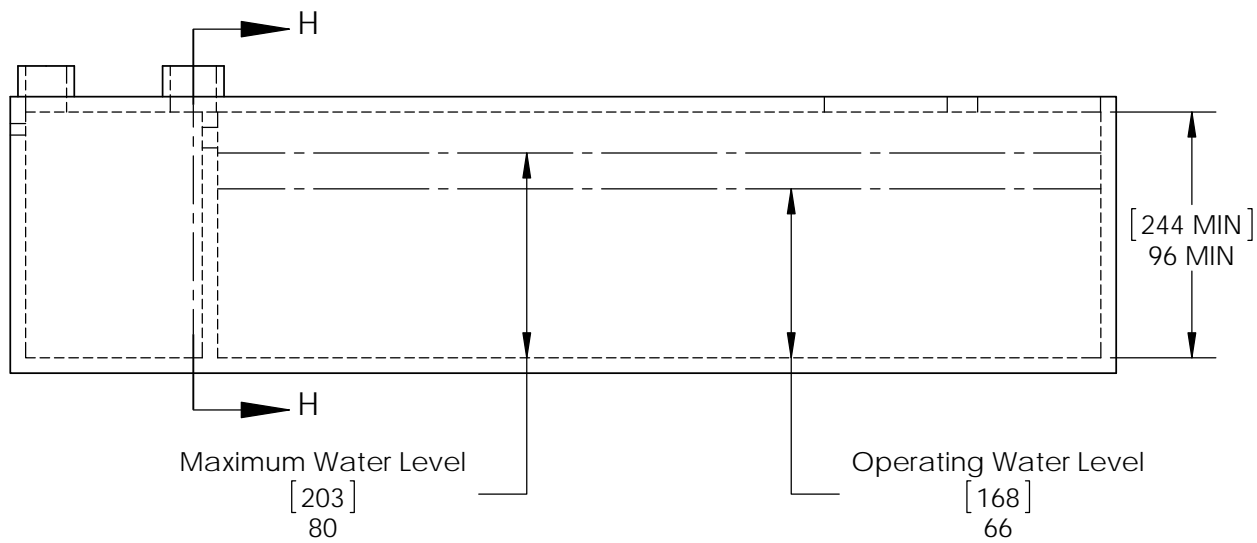 H
[244 MIN]
96 MIN
H
Maximum Water Level
[203]
80
Operating Water Level
[168]
66